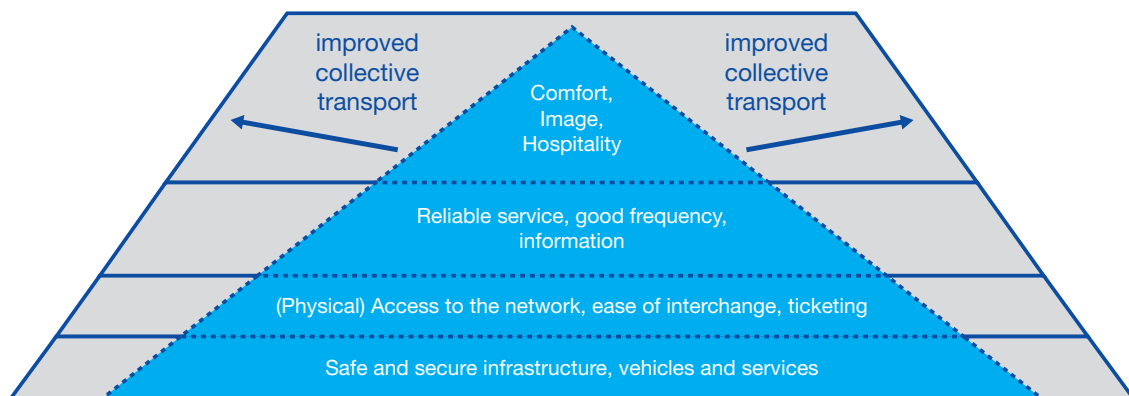 improved
collective
transport
improved
collective
transport
Comfort,
Image,
Hospitality
Reliable service, good frequency,
information
(Physical) Access to the network, ease of interchange, ticketing
Safe and secure infrastructure, vehicles and services